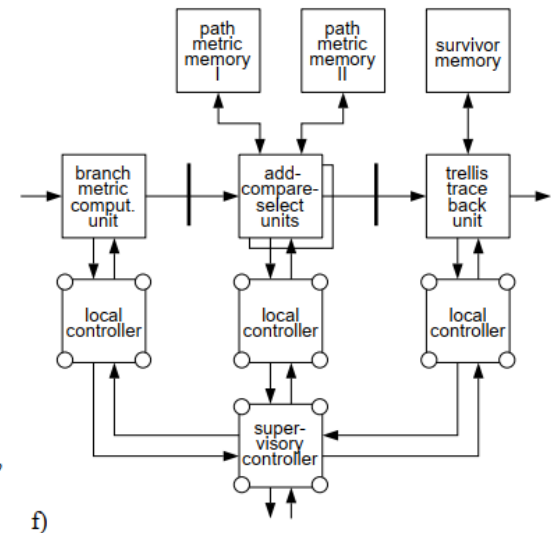 path
metric
memory
I
path
metric
memory
II
survivor
memory
branch
metric
comput.
unit
add-
compare-
select
units
trellis
trace
back
unit
local
controller
local
controller
local
controller
super-
visory
controller
,
f)